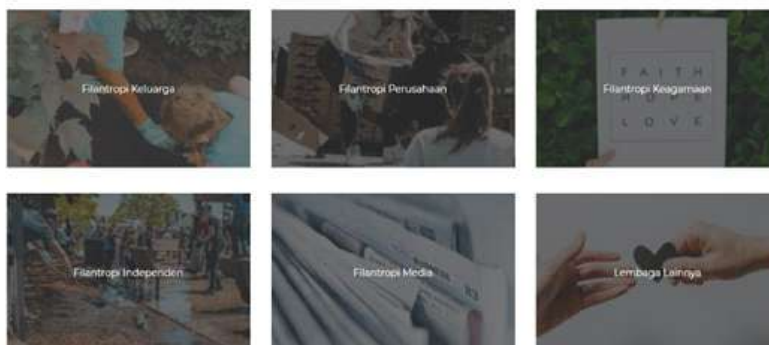 Filantropi Keluarga
Filantropi Perusahaan
Filantropi Keagamaan
FAITH
HOPE
LOVE
Filantropi Independen
Filantropi Media
Lembaga Lainnya